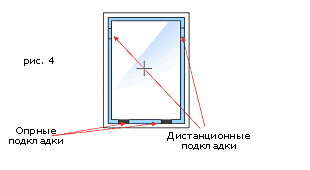 рис. 4
Опрные
подкладки
Дистанционные
подкладки